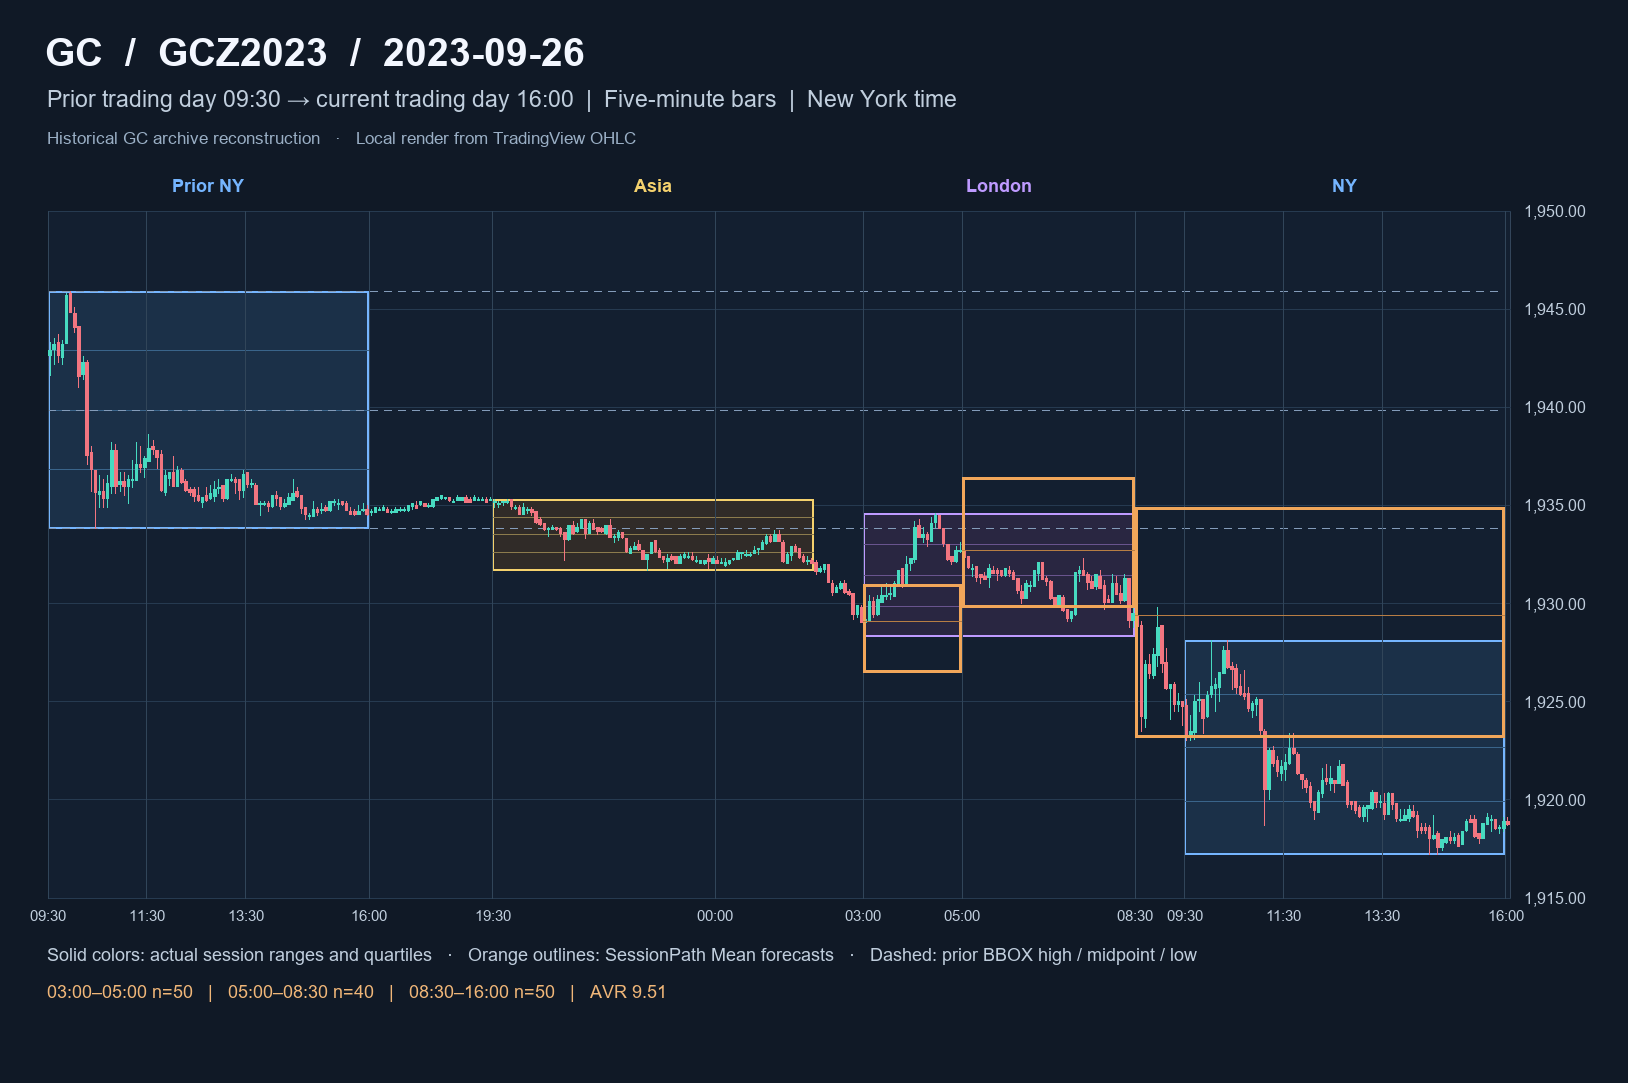 GC / GCZ2023 / 2023-09-26
Prior trading day 09:30 → current trading day 16:00 | Five-minute bars | New York time
Historical GC archive reconstruction · Local render from TradingView OHLC
Prior NY Asia London NY
1,950.00
1,945.00
1,940.00
1,935.00
1,930.00
1,925.00
1,920.00
1,915.00
09:30 11:30 13:30 16:00 19:30 00:00 03:00 05:00 08:30 09:30 11:30 13:30 16:00
Solid colors: actual session ranges and quartiles · Orange outlines: SessionPath Mean forecasts · Dashed: prior BBOX high / midpoint / low
03:00–05:00 n=50 | 05:00–08:30 n=40 | 08:30–16:00 n=50 | AVR 9.51